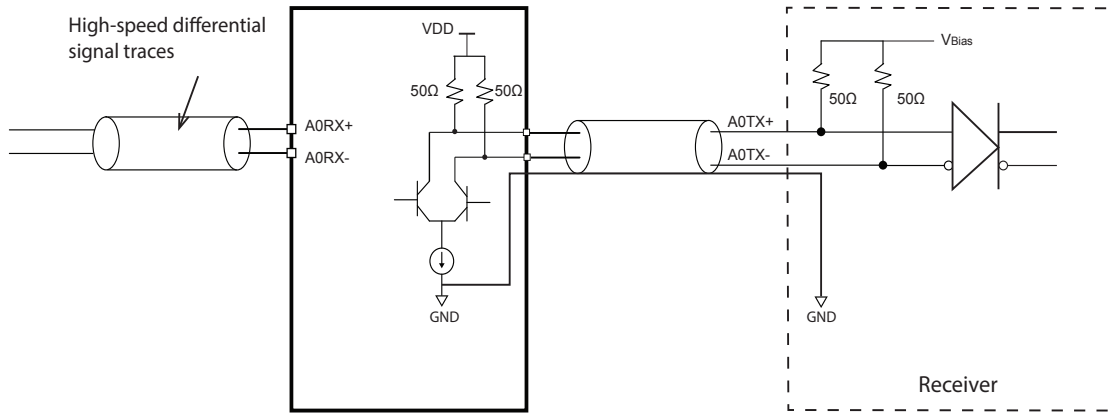 High-speed differential
signal traces
A0RX+
A0RX-
VDD
50Ω
50Ω
GND
A0TX+
A0TX-
VBias
50Ω
50Ω
GND
Receiver